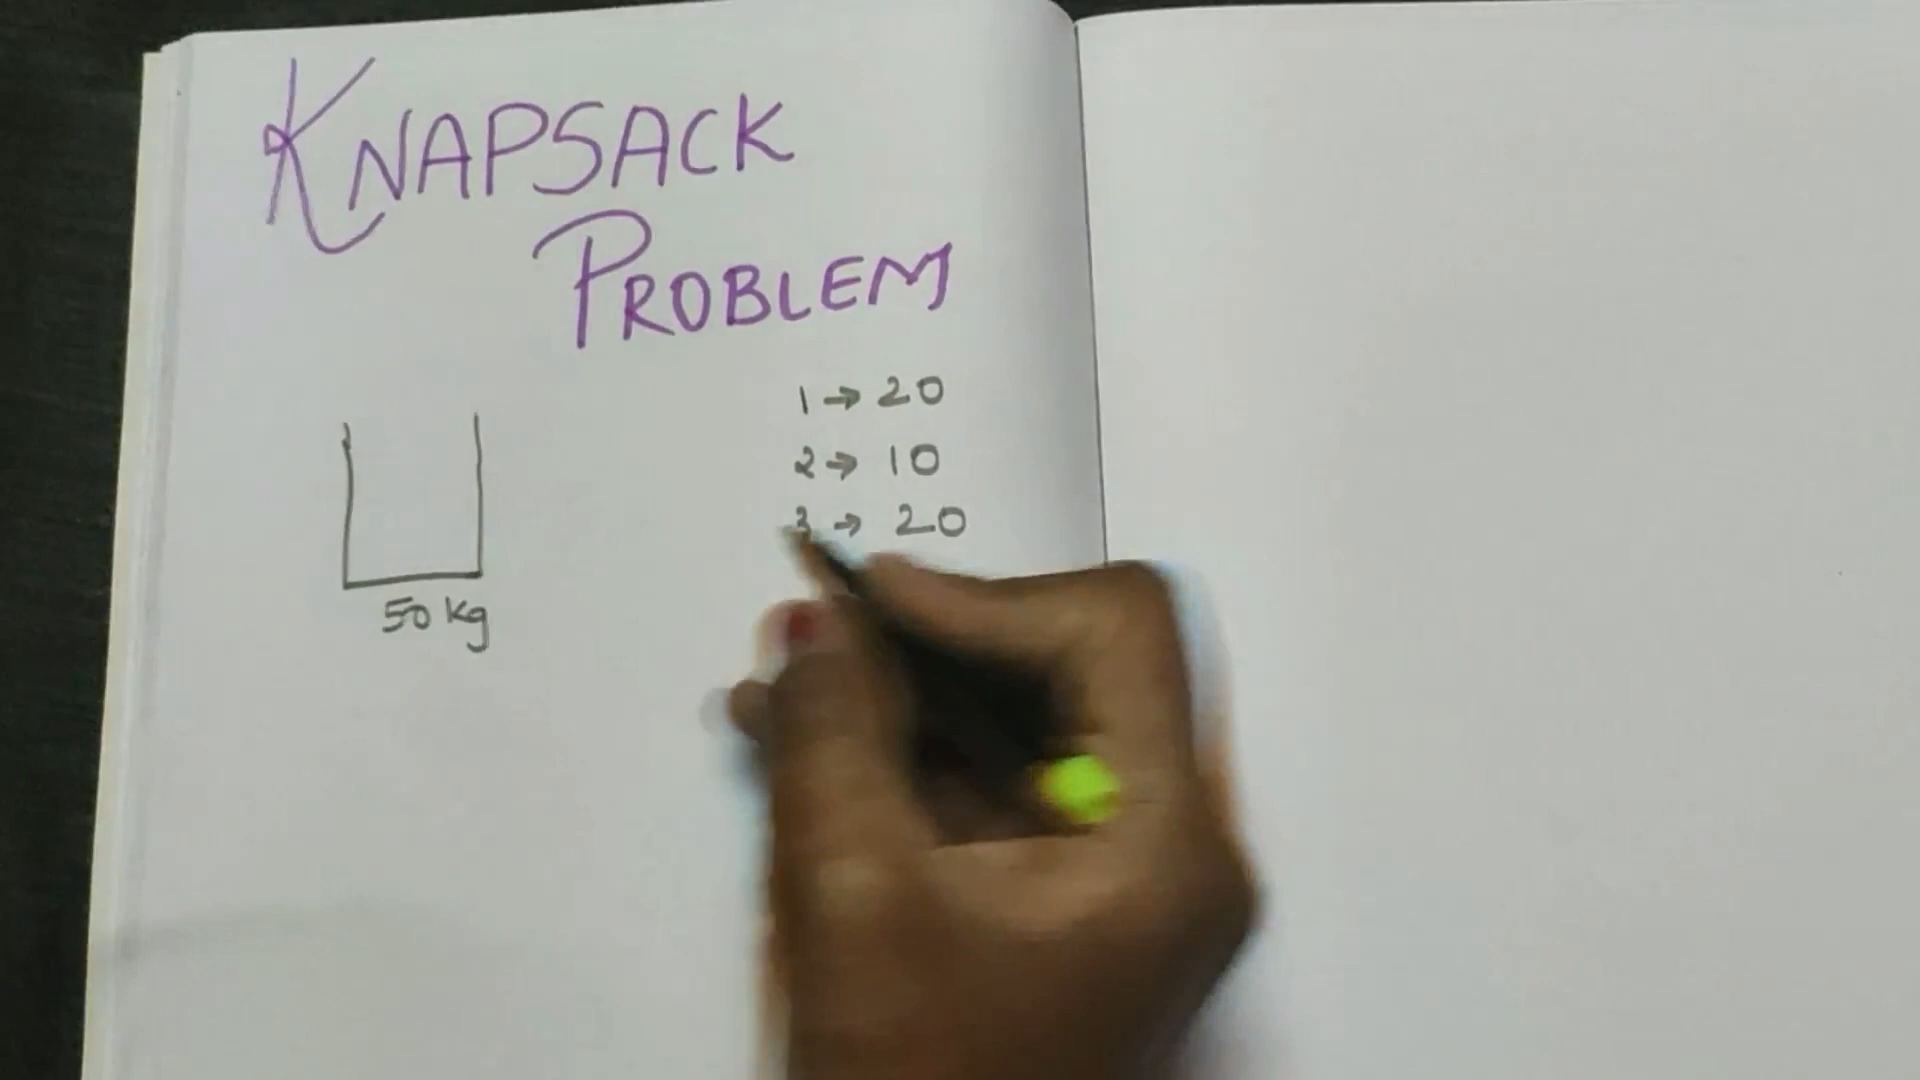 KNAPSACK
PROBLEM
1 → 20
2 → 10
3 → 20
50 kg